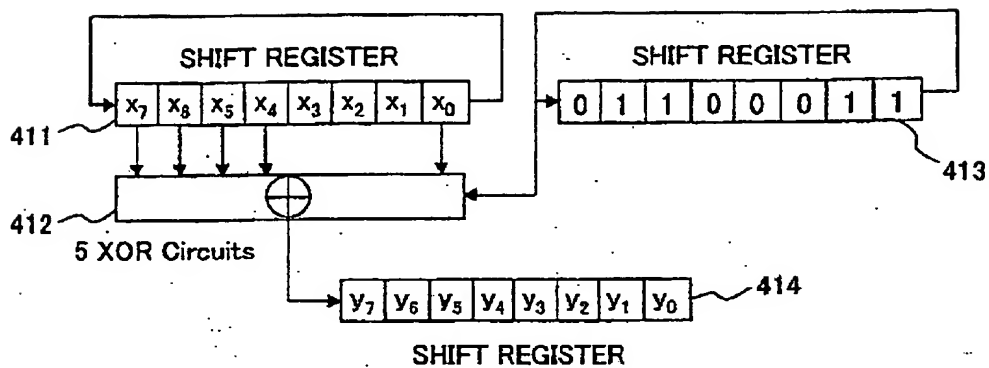 SHIFT REGISTER
SHIFT REGISTER
x7 x8 x5 x4 x3 x2 x1 x0
0 1 1 0 0 0 1 1
411
413
412
5 XOR Circuits
y7 y6 y5 y4 y3 y2 y1 y0
414
SHIFT REGISTER